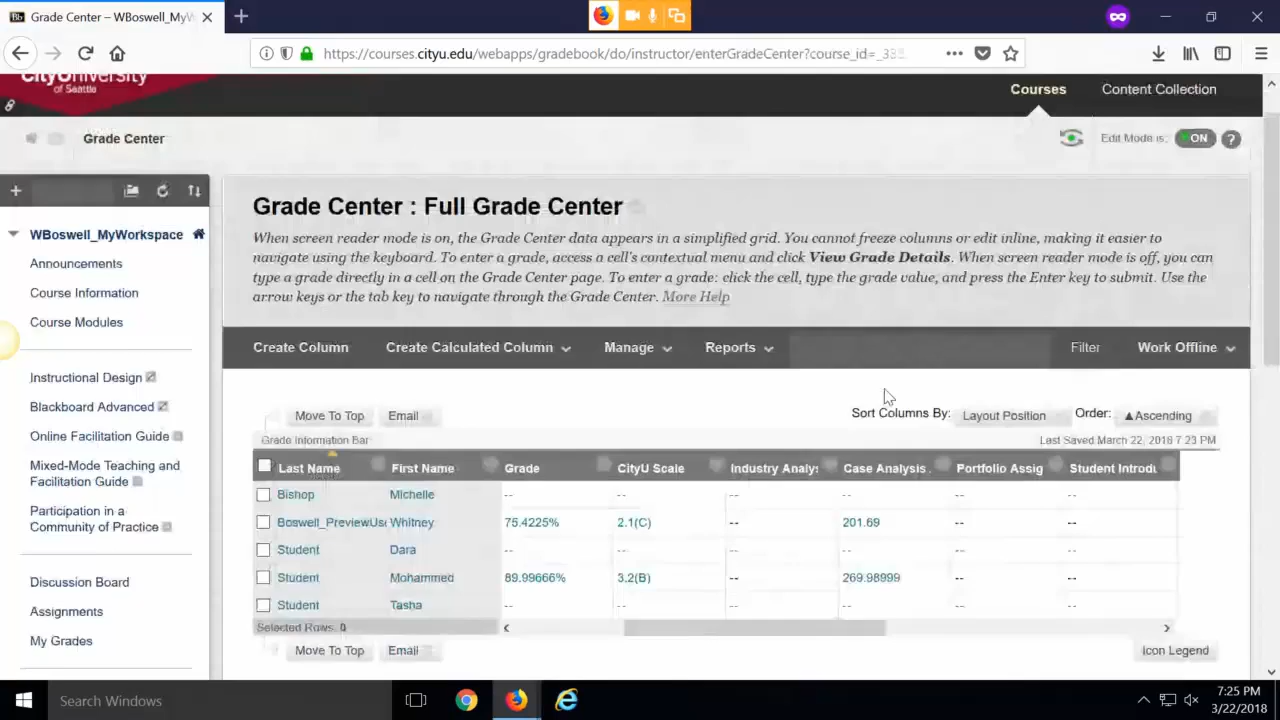 Grade Center – WBoswell_MyW
https://courses.cityu.edu/webapps/gradebook/do/instructor/enterGradeCenter?course_id=_33
CityUniversity
of Seattle
Courses
Content Collection
Grade Center
Edit Mode is:
ON
?
WBoswell_MyWorkspace
Announcements
Course Information
Course Modules
Instructional Design
Blackboard Advanced
Online Facilitation Guide
Mixed-Mode Teaching and
Facilitation Guide
Participation in a
Community of Practice
Discussion Board
Assignments
My Grades
Grade Center : Full Grade Center
When screen reader mode is on, the Grade Center data appears in a simplified grid. You cannot freeze columns or edit inline, making it easier to
navigate using the keyboard. To enter a grade, access a cell's contextual menu and click View Grade Details. When screen reader mode is off, you can
type a grade directly in a cell on the Grade Center page. To enter a grade: click the cell, type the grade value, and press the Enter key to submit. Use the
arrow keys or the tab key to navigate through the Grade Center. More Help
Create Column Create Calculated Column Manage Reports Filter Work Offline
Move To Top Email Sort Columns By: Layout Position Order: ▲Ascending
Grade Information Bar Last Saved March 22, 2018 7:23 PM
Last Name First Name Grade CityU Scale Industry Analy Case Analysis Portfolio Assig Student Introdu
Bishop Michelle -- -- -- -- -- --
Boswell_PreviewUse Whitney 75.4225% 2.1(C) -- 201.69 -- --
Student Dara -- -- -- -- -- --
Student Mohammed 89.99666% 3.2(B) -- 269.98999 -- --
Student Tasha -- -- -- -- -- --
Selected Rows: 0
Move To Top Email Icon Legend
Search Windows
7:25 PM
3/22/2018